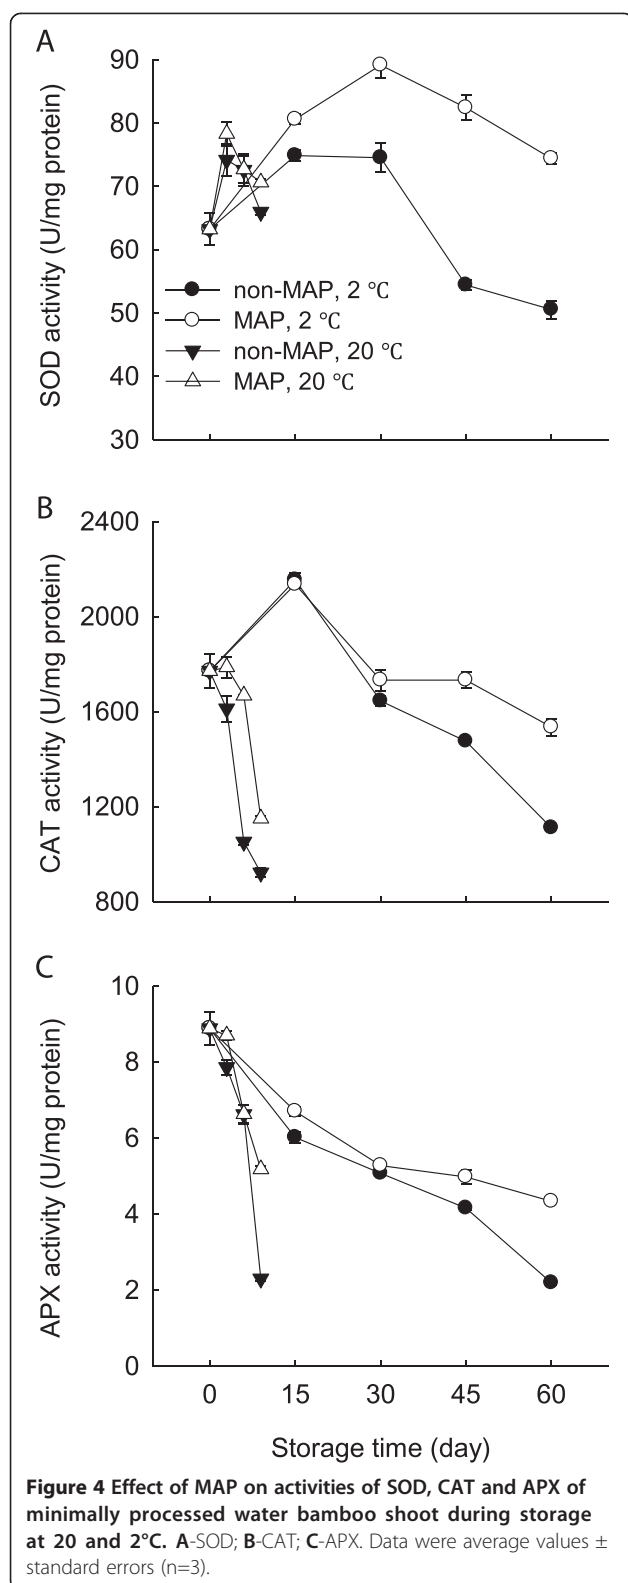 A
SOD activity (U/mg protein)
90
80
70
60
50
40
30
non-MAP, 2 °C
MAP, 2 °C
non-MAP, 20 °C
MAP, 20 °C
B
CAT activity (U/mg protein)
2400
2000
1600
1200
800
C
APX activity (U/mg protein)
10
8
6
4
2
0
0 15 30 45 60
Storage time (day)
Figure 4 Effect of MAP on activities of SOD, CAT and APX of
minimally processed water bamboo shoot during storage
at 20 and 2°C. A-SOD; B-CAT; C-APX. Data were average values ±
standard errors (n=3).